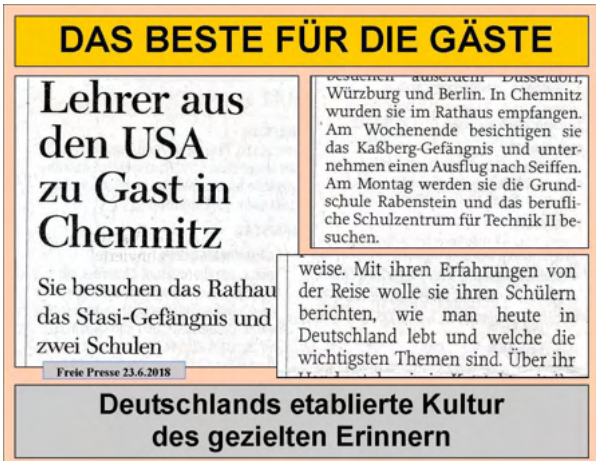 DAS BESTE FÜR DIE GÄSTE
Lehrer aus
den USA
zu Gast in
Chemnitz
Sie besuchen das Rathau
das Stasi-Gefängnis und
zwei Schulen
Freie Presse 23.6.2018
besuchen außerdem Düsseldorf,
Würzburg und Berlin. In Chemnitz
wurden sie im Rathaus empfangen.
Am Wochenende besichtigen sie
das Kaßberg-Gefängnis und unter-
nehmen einen Ausflug nach Seiffen.
Am Montag werden sie die Grund-
schule Rabenstein und das berufli-
che Schulzentrum für Technik II be-
suchen.
weise. Mit ihren Erfahrungen von
der Reise wolle sie ihren Schülern
berichten, wie man heute in
Deutschland lebt und welche die
wichtigsten Themen sind. Über ihr
Deutschlands etablierte Kultur
des gezielten Erinnern